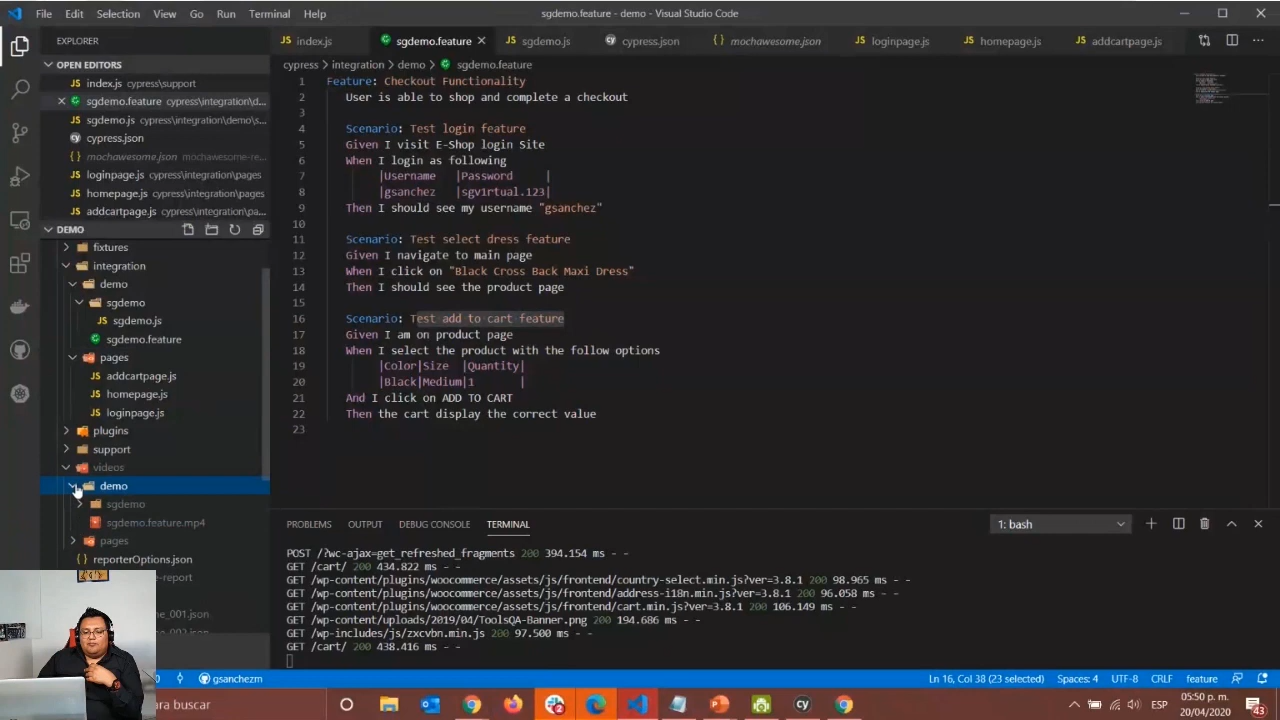 File Edit Selection View Go Run Terminal Help
sgdemo.feature - demo - Visual Studio Code
EXPLORER
index.js sgdemo.feature sgdemo.js cypress.json mochawesome.json loginpage.js homepage.js addcartpage.js
OPEN EDITORS
index.js cypress\support
sgdemo.feature cypress\integration\d...
sgdemo.js cypress\integration\demo\s...
cypress.json
mochawesome.json mochawesome-re...
loginpage.js cypress\integration\pages
homepage.js cypress\integration\pages
addcartpage.js cypress\integration\pa...
DEMO
fixtures
integration
demo
sgdemo
sgdemo.js
sgdemo.feature
pages
addcartpage.js
homepage.js
loginpage.js
plugins
support
videos
demo
sgdemo
sgdemo.feature.mp4
pages
reporterOptions.json
-report
e_001.json
cypress > integration > demo > sgdemo.feature
1 Feature: Checkout Functionality
2 User is able to shop and complete a checkout
3
4 Scenario: Test login feature
5 Given I visit E-Shop login Site
6 When I login as following
7 |Username |Password |
8 |gsanchez |sgv1rtual.123|
9 Then I should see my username "gsanchez"
10
11 Scenario: Test select dress feature
12 Given I navigate to main page
13 When I click on "Black Cross Back Maxi Dress"
14 Then I should see the product page
15
16 Scenario: Test add to cart feature
17 Given I am on product page
18 When I select the product with the follow options
19 |Color|Size |Quantity|
20 |Black|Medium|1 |
21 And I click on ADD TO CART
22 Then the cart display the correct value
23
PROBLEMS OUTPUT DEBUG CONSOLE TERMINAL
1: bash
POST /?wc-ajax=get_refreshed_fragments 200 394.154 ms - -
GET /cart/ 200 434.822 ms - -
GET /wp-content/plugins/woocommerce/assets/js/frontend/country-select.min.js?ver=3.8.1 200 98.965 ms - -
GET /wp-content/plugins/woocommerce/assets/js/frontend/address-i18n.min.js?ver=3.8.1 200 96.058 ms - -
GET /wp-content/plugins/woocommerce/assets/js/frontend/cart.min.js?ver=3.8.1 200 106.149 ms - -
GET /wp-content/uploads/2019/04/ToolsQA-Banner.png 200 194.686 ms - -
GET /wp-includes/js/zxcvbn.min.js 200 97.500 ms - -
GET /cart/ 200 438.416 ms - -
0 gsanchezm
Ln 16, Col 38 (23 selected) Spaces: 4 UTF-8 CRLF feature
ara buscar
cy
ESP
05:50 p. m.
20/04/2020
43